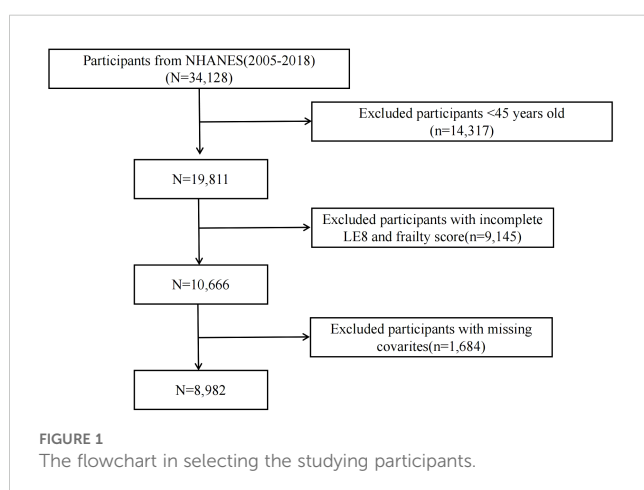 Participants from NHANES(2005-2018)
(N=34,128)
Excluded participants <45 years old
(n=14,317)
N=19,811
Excluded participants with incomplete
LE8 and frailty score(n=9,145)
N=10,666
Excluded participants with missing
covarites(n=1,684)
N=8,982
FIGURE 1
The flowchart in selecting the studying participants.